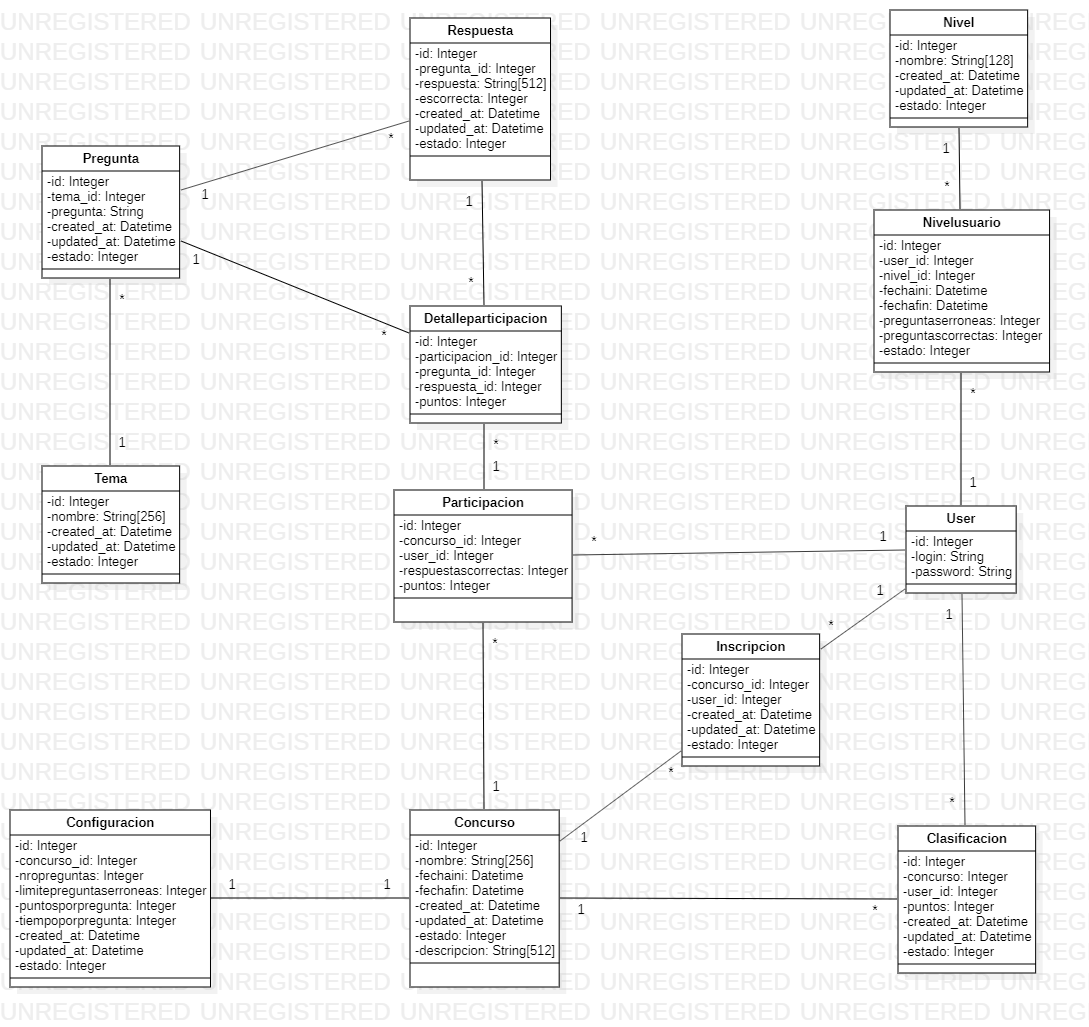 Respuesta
-id: Integer
-pregunta_id: Integer
-respuesta: String[512]
-escorrecta: Integer
-created_at: Datetime
-updated_at: Datetime
-estado: Integer
Nivel
-id: Integer
-nombre: String[128]
-created_at: Datetime
-updated_at: Datetime
-estado: Integer
Pregunta
-id: Integer
-tema_id: Integer
-pregunta: String
-created_at: Datetime
-updated_at: Datetime
-estado: Integer
*
1
1
*
1
*
*
1
1
*
Nivelusuario
-id: Integer
-user_id: Integer
-nivel_id: Integer
-fechaini: Datetime
-fechafin: Datetime
-preguntaserroneas: Integer
-preguntascorrectas: Integer
-estado: Integer
Detalleparticipacion
-id: Integer
-participacion_id: Integer
-pregunta_id: Integer
-respuesta_id: Integer
-puntos: Integer
*
1
*
1
*
1
Tema
-id: Integer
-nombre: String[256]
-created_at: Datetime
-updated_at: Datetime
-estado: Integer
Participacion
-id: Integer
-concurso_id: Integer
-user_id: Integer
-respuestascorrectas: Integer
-puntos: Integer
*
1
User
-id: Integer
-login: String
-password: String
1
*
1
*
Inscripcion
-id: Integer
-concurso_id: Integer
-user_id: Integer
-created_at: Datetime
-updated_at: Datetime
-estado: Integer
*
1
*
1
*
Configuracion
-id: Integer
-concurso_id: Integer
-nropreguntas: Integer
-limitepreguntaserroneas: Integer
-puntosporpregunta: Integer
-tiempoporpregunta: Integer
-created_at: Datetime
-updated_at: Datetime
-estado: Integer
1
1
Concurso
-id: Integer
-nombre: String[256]
-fechaini: Datetime
-fechafin: Datetime
-created_at: Datetime
-updated_at: Datetime
-estado: Integer
-descripcion: String[512]
1
*
Clasificacion
-id: Integer
-concurso: Integer
-user_id: Integer
-puntos: Integer
-created_at: Datetime
-updated_at: Datetime
-estado: Integer
UNREGISTERED